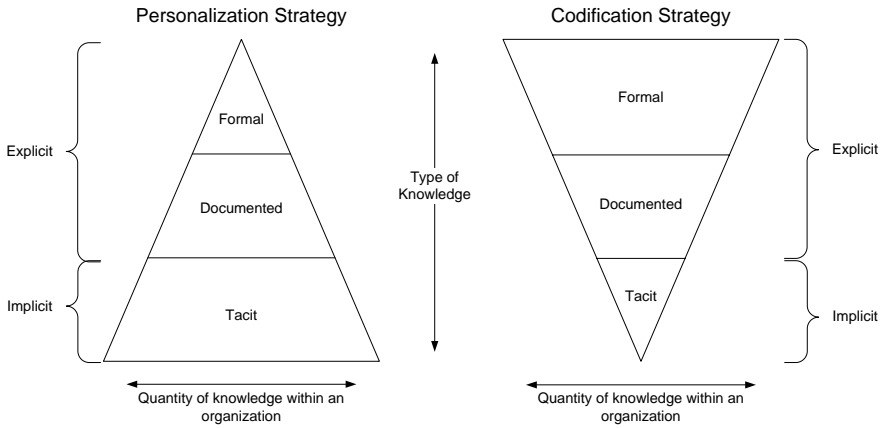 Personalization Strategy
Codification Strategy
Formal
Formal
Explicit
Explicit
Type of
Knowledge
Documented
Documented
Tacit
Tacit
Implicit
Implicit
Quantity of knowledge within an
organization
Quantity of knowledge within an
organization